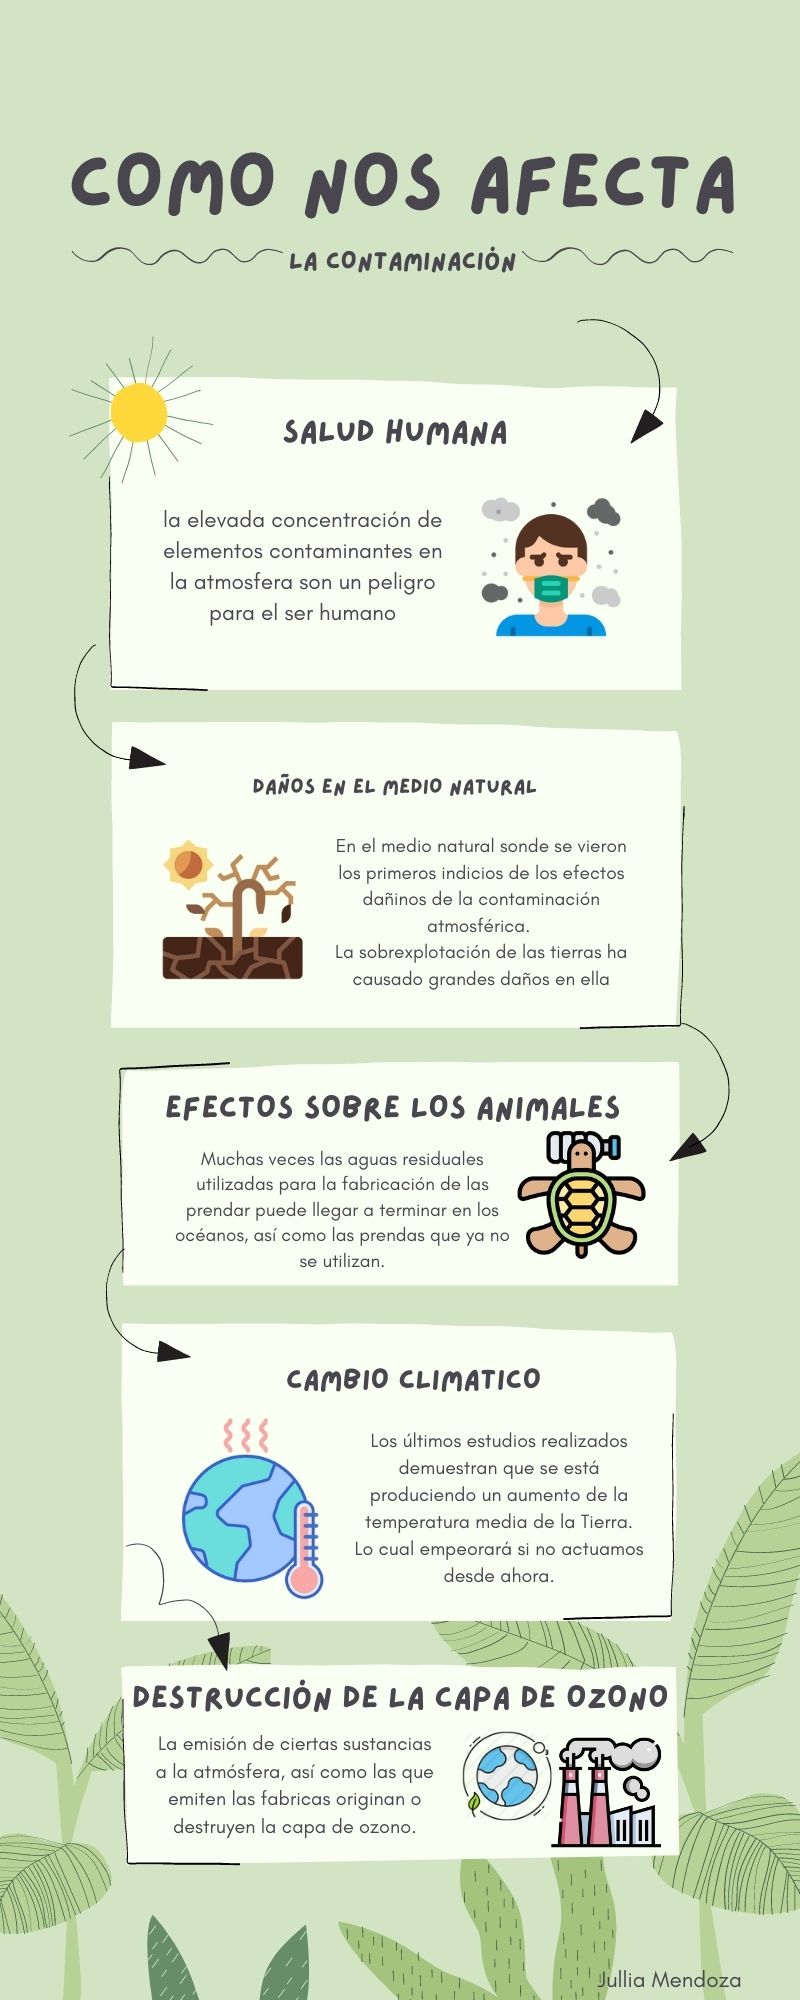 COMO NOS AFECTA
LA CONTAMINACIÓN
SALUD HUMANA
la elevada concentración de
elementos contaminantes en
la atmosfera son un peligro
para el ser humano
DAÑOS EN EL MEDIO NATURAL
En el medio natural sonde se vieron
los primeros indicios de los efectos
dañinos de la contaminación
atmosférica.
La sobrexplotación de las tierras ha
causado grandes daños en ella
EFECTOS SOBRE LOS ANIMALES
Muchas veces las aguas residuales
utilizadas para la fabricación de las
prendar puede llegar a terminar en los
océanos, así como las prendas que ya no
se utilizan.
CAMBIO CLIMATICO
Los últimos estudios realizados
demuestran que se está
produciendo un aumento de la
temperatura media de la Tierra.
Lo cual empeorará si no actuamos
desde ahora.
DESTRUCCIÓN DE LA CAPA DE OZONO
La emisión de ciertas sustancias
a la atmósfera, así como las que
emiten las fabricas originan o
destruyen la capa de ozono.
Jullia Mendoza